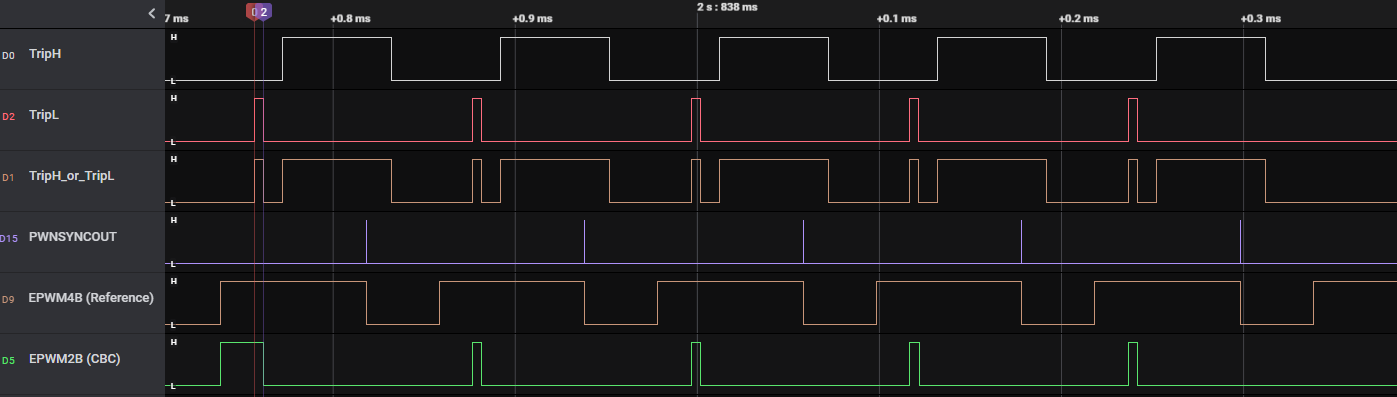 7 ms
0 2
+0.8 ms
+0.9 ms
2 s : 838 ms
+0.1 ms
+0.2 ms
+0.3 ms
D0 TripH H
L
D2 TripL H
L
D1 TripH_or_TripL H
L
D15 PWNSYNCOUT H
L
D9 EPWM4B (Reference) H
L
D5 EPWM2B (CBC) H
L